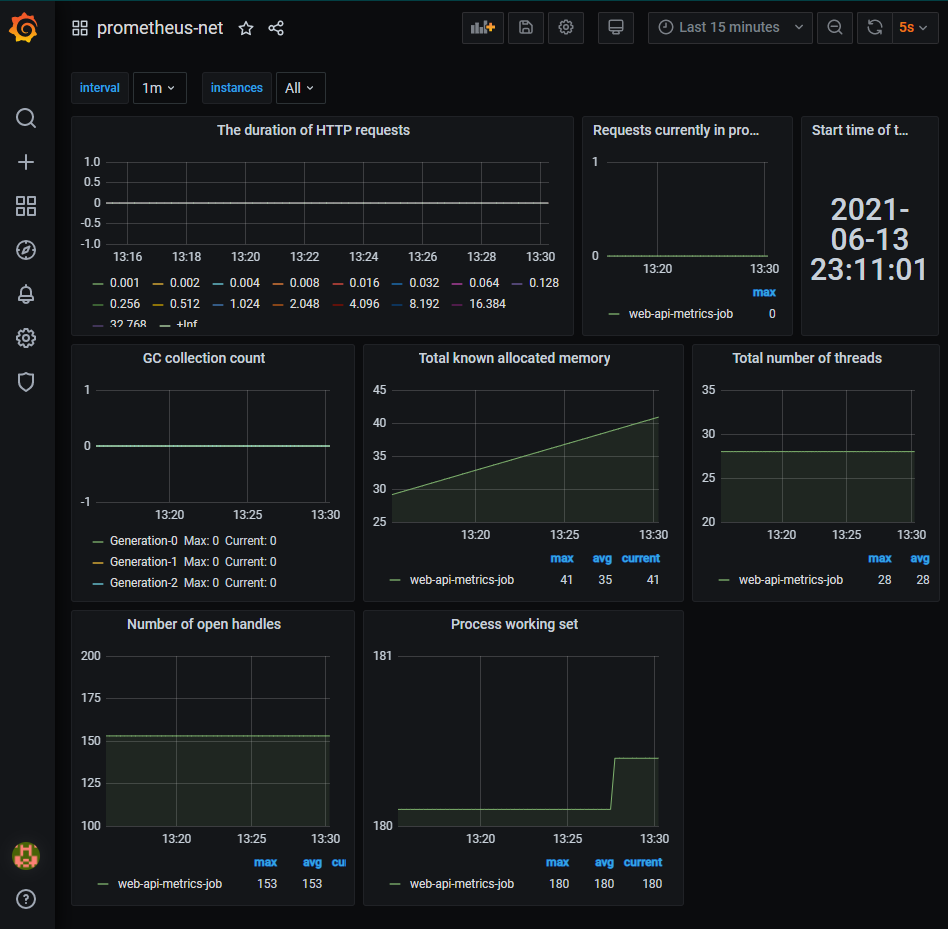 prometheus-net
Last 15 minutes
5s
interval 1m instances All
The duration of HTTP requests
1.0
0.5
0
-0.5
-1.0
13:16 13:18 13:20 13:22 13:24 13:26 13:28 13:30
0.001 0.002 0.004 0.008 0.016 0.032 0.064 0.128
0.256 0.512 1.024 2.048 4.096 8.192 16.384
32.768 +Inf
Requests currently in pro...
1
0
13:20 13:30
max
web-api-metrics-job 0
Start time of t...
2021-
06-13
23:11:01
GC collection count
1
0
-1
13:20 13:25 13:30
Generation-0 Max: 0 Current: 0
Generation-1 Max: 0 Current: 0
Generation-2 Max: 0 Current: 0
Total known allocated memory
45
40
35
30
25
13:20 13:25 13:30
max avg current
web-api-metrics-job 41 35 41
Total number of threads
35
30
25
20
13:20 13:25 13:30
max avg
web-api-metrics-job 28 28
Number of open handles
200
175
150
125
100
13:20 13:25 13:30
max avg cu
web-api-metrics-job 153 153
Process working set
181
180
13:20 13:25 13:30
max avg current
web-api-metrics-job 180 180 180